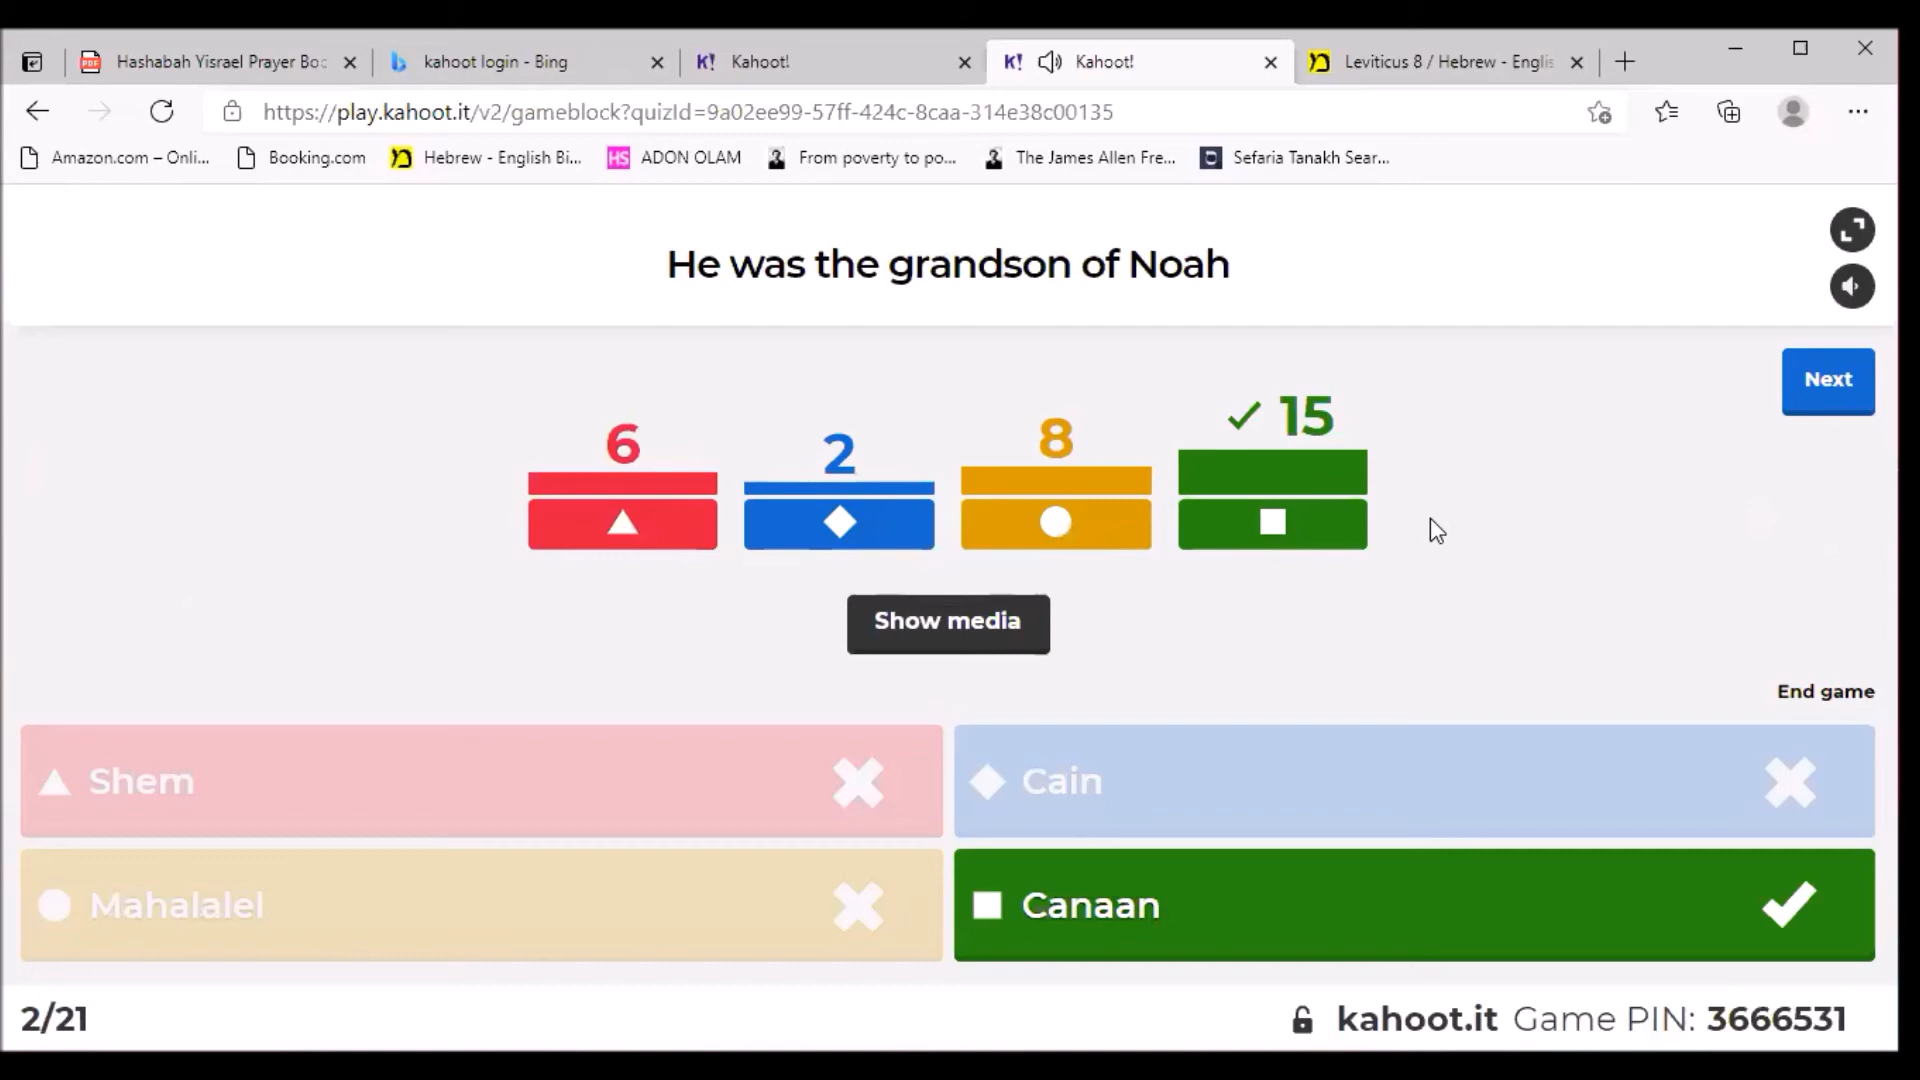 Hashabah Yisrael Prayer Boo
kahoot login - Bing
K! Kahoot!
K! Kahoot!
Leviticus 8 / Hebrew - Englis
https://play.kahoot.it/v2/gameblock?quizId=9a02ee99-57ff-424c-8caa-314e38c00135
Amazon.com – Onli...
Booking.com
Hebrew - English Bi...
HS ADON OLAM
From poverty to po...
The James Allen Fre...
Sefaria Tanakh Sear...
He was the grandson of Noah
Next
6
2
8
15
Show media
End game
Shem
Cain
Mahalalel
Canaan
2/21
kahoot.it Game PIN: 3666531